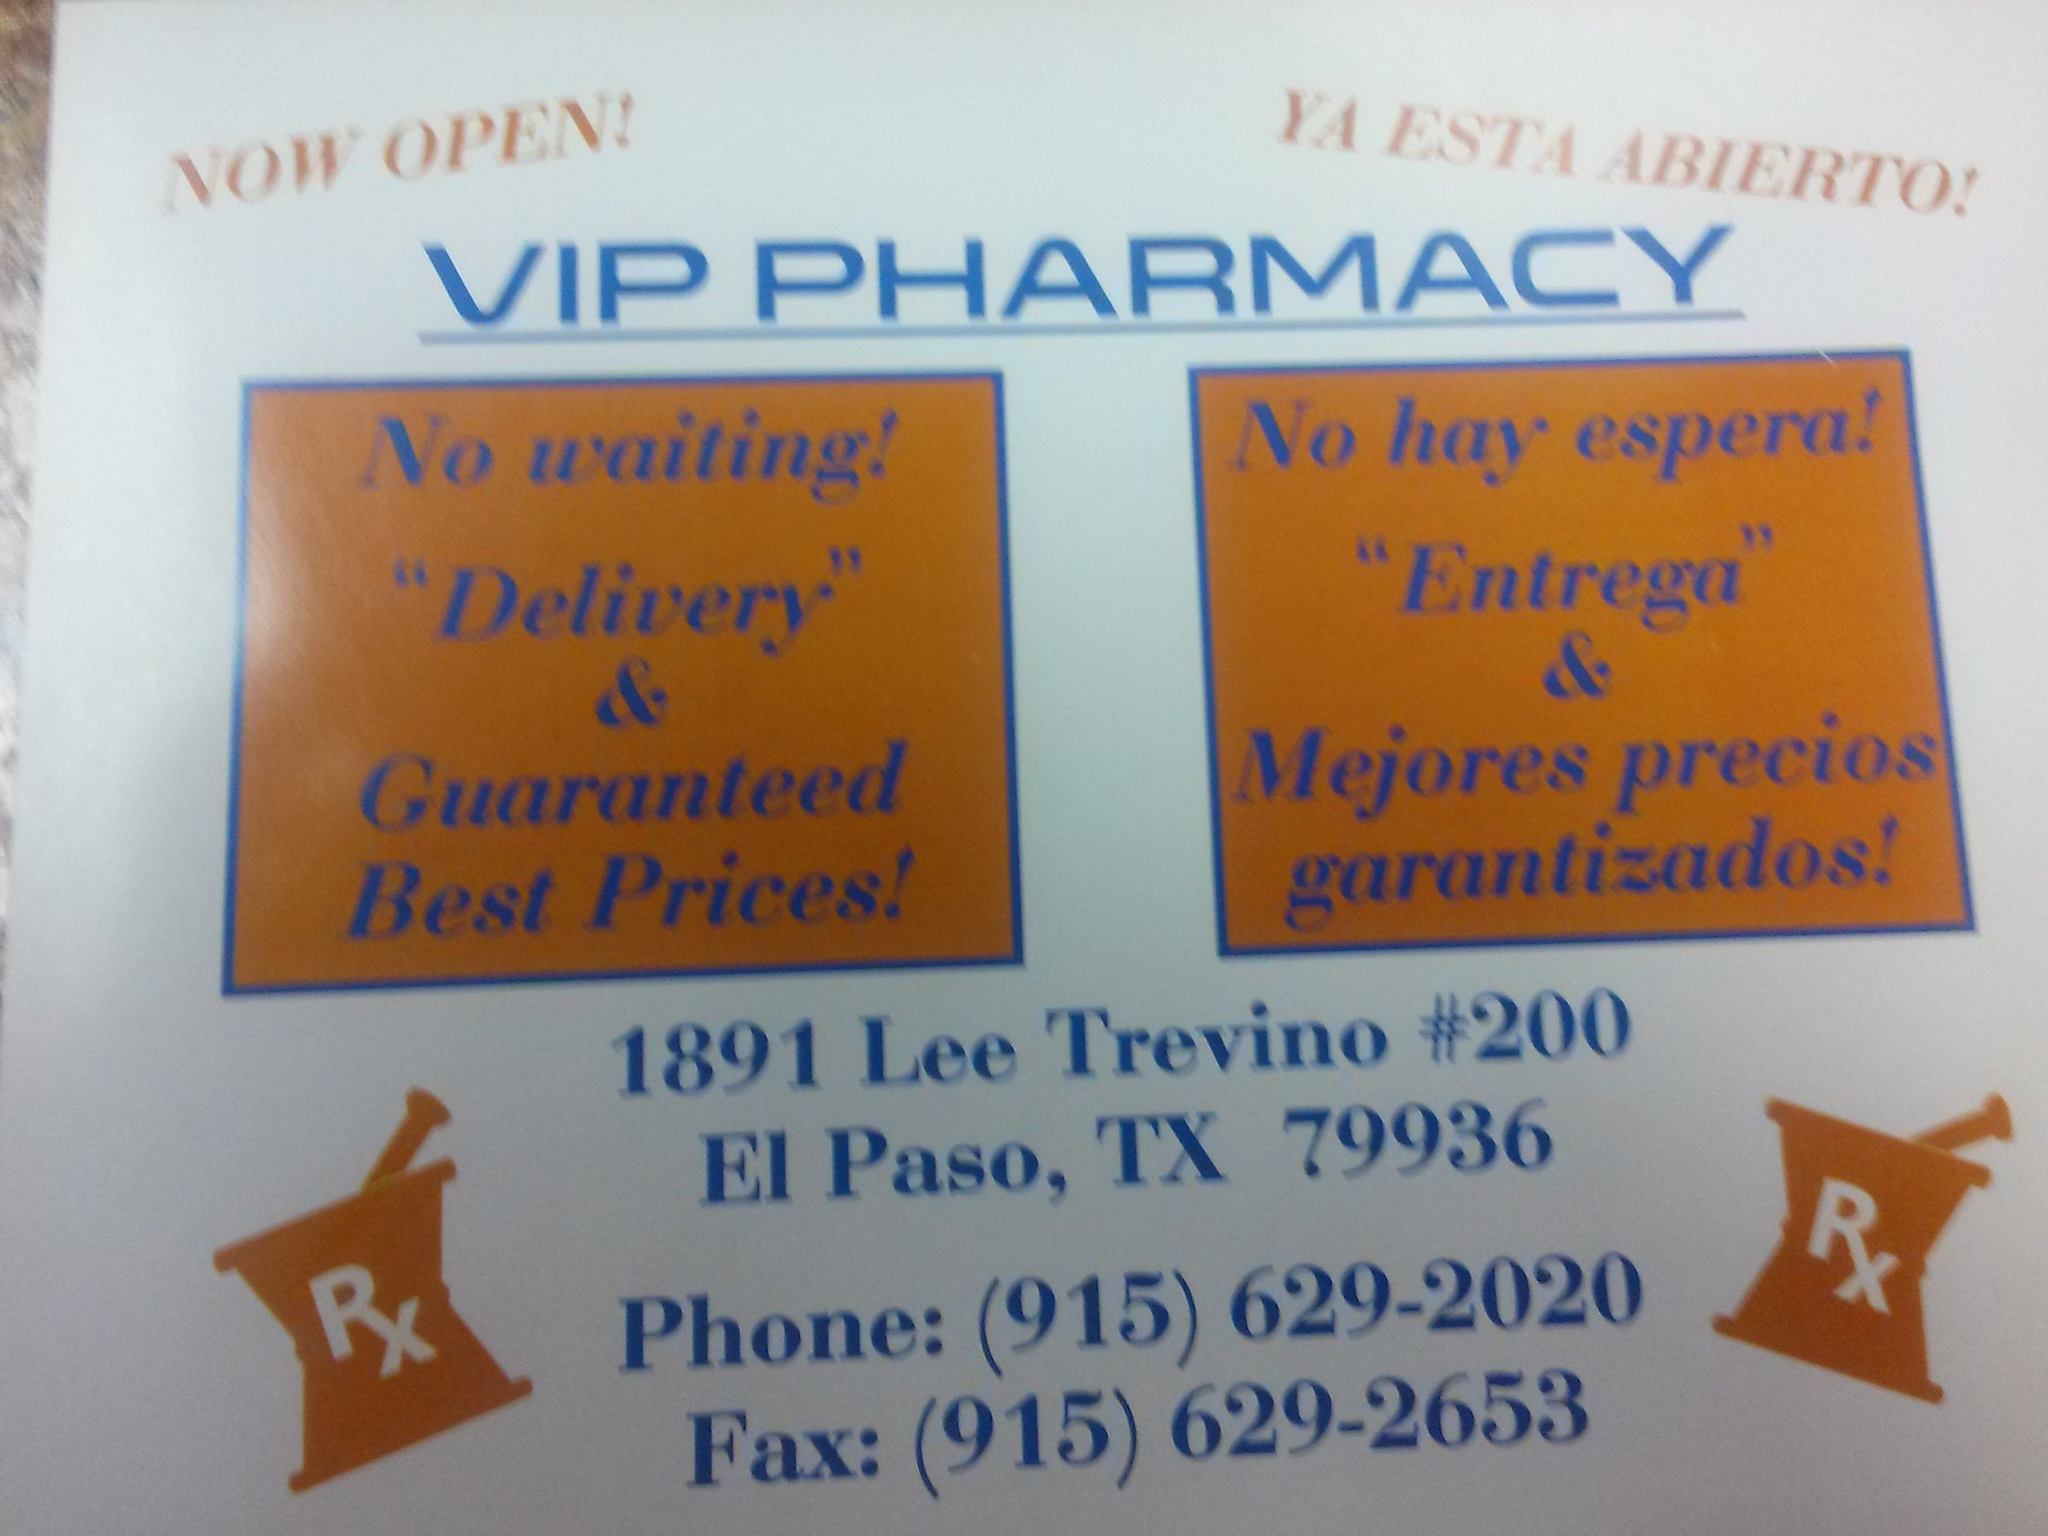 NOW OPEN!
YA ESTA ABIERTO!
VIP PHARMACY
No waiting!
"Delivery"
&
Guaranteed
Best Prices!
No hay espera!
"Entrega"
&
Mejores precios
garantizados!
1891 Lee Trevino #200
El Paso, TX 79936
Phone: (915) 629-2020
Fax: (915) 629-2653
Rx
Rx